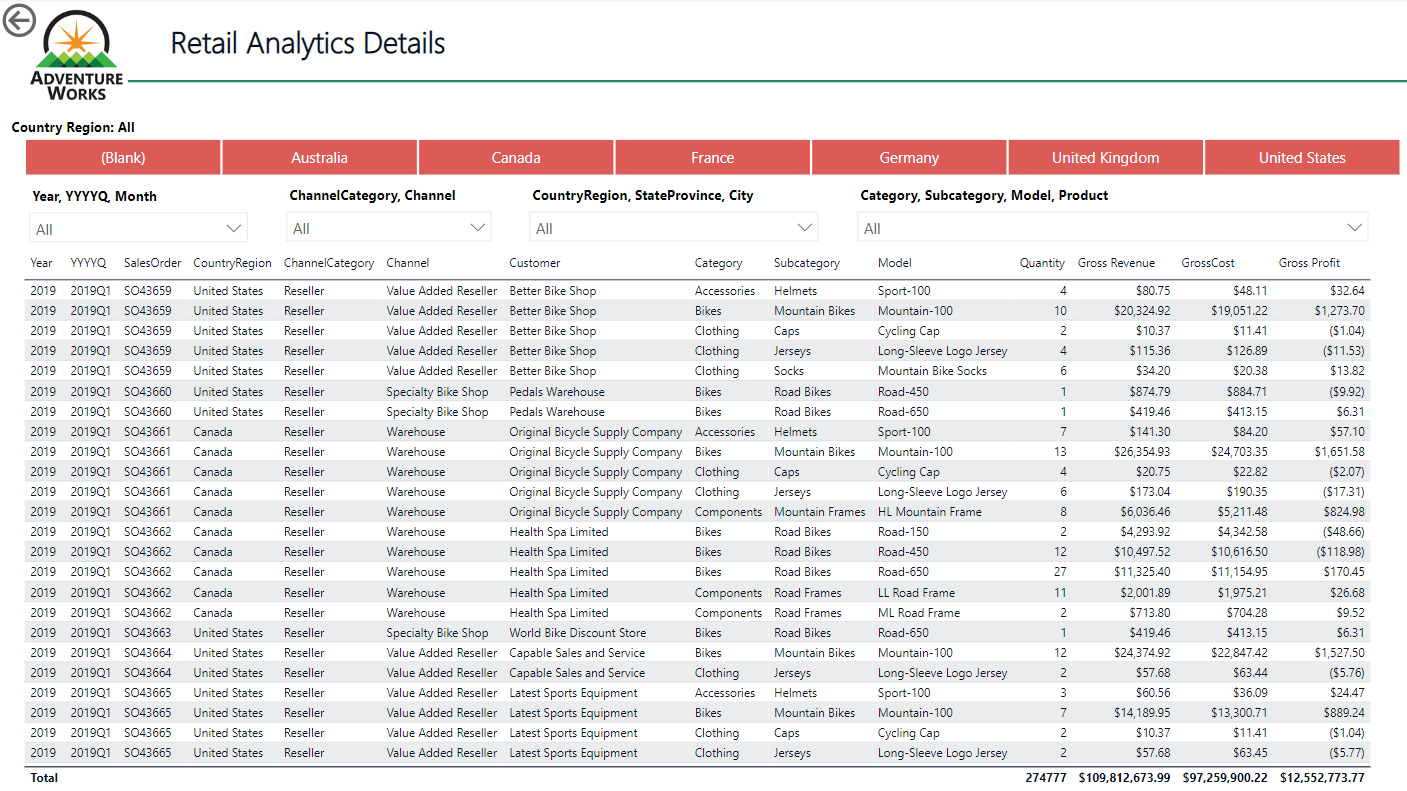 ADVENTURE
WORKS
Retail Analytics Details
Country Region: All
(Blank) Australia Canada France Germany United Kingdom United States
Year, YYYYQ, Month ChannelCategory, Channel CountryRegion, StateProvince, City Category, Subcategory, Model, Product
All All All All
Year YYYYQ SalesOrder CountryRegion ChannelCategory Channel Customer Category Subcategory Model Quantity Gross Revenue GrossCost Gross Profit
2019 2019Q1 SO43659 United States Reseller Value Added Reseller Better Bike Shop Accessories Helmets Sport-100 4 $80.75 $48.11 $32.64
2019 2019Q1 SO43659 United States Reseller Value Added Reseller Better Bike Shop Bikes Mountain Bikes Mountain-100 10 $20,324.92 $19,051.22 $1,273.70
2019 2019Q1 SO43659 United States Reseller Value Added Reseller Better Bike Shop Clothing Caps Cycling Cap 2 $10.37 $11.41 ($1.04)
2019 2019Q1 SO43659 United States Reseller Value Added Reseller Better Bike Shop Clothing Jerseys Long-Sleeve Logo Jersey 4 $115.36 $126.89 ($11.53)
2019 2019Q1 SO43659 United States Reseller Value Added Reseller Better Bike Shop Clothing Socks Mountain Bike Socks 6 $34.20 $20.38 $13.82
2019 2019Q1 SO43660 United States Reseller Specialty Bike Shop Pedals Warehouse Bikes Road Bikes Road-450 1 $874.79 $884.71 ($9.92)
2019 2019Q1 SO43660 United States Reseller Specialty Bike Shop Pedals Warehouse Bikes Road Bikes Road-650 1 $419.46 $413.15 $6.31
2019 2019Q1 SO43661 Canada Reseller Warehouse Original Bicycle Supply Company Accessories Helmets Sport-100 7 $141.30 $84.20 $57.10
2019 2019Q1 SO43661 Canada Reseller Warehouse Original Bicycle Supply Company Bikes Mountain Bikes Mountain-100 13 $26,354.93 $24,703.35 $1,651.58
2019 2019Q1 SO43661 Canada Reseller Warehouse Original Bicycle Supply Company Clothing Caps Cycling Cap 4 $20.75 $22.82 ($2.07)
2019 2019Q1 SO43661 Canada Reseller Warehouse Original Bicycle Supply Company Clothing Jerseys Long-Sleeve Logo Jersey 6 $173.04 $190.35 ($17.31)
2019 2019Q1 SO43661 Canada Reseller Warehouse Original Bicycle Supply Company Components Mountain Frames HL Mountain Frame 8 $6,036.46 $5,211.48 $824.98
2019 2019Q1 SO43662 Canada Reseller Warehouse Health Spa Limited Bikes Road Bikes Road-150 2 $4,293.92 $4,342.58 ($48.66)
2019 2019Q1 SO43662 Canada Reseller Warehouse Health Spa Limited Bikes Road Bikes Road-450 12 $10,497.52 $10,616.50 ($118.98)
2019 2019Q1 SO43662 Canada Reseller Warehouse Health Spa Limited Bikes Road Bikes Road-650 27 $11,325.40 $11,154.95 $170.45
2019 2019Q1 SO43662 Canada Reseller Warehouse Health Spa Limited Components Road Frames LL Road Frame 11 $2,001.89 $1,975.21 $26.68
2019 2019Q1 SO43662 Canada Reseller Warehouse Health Spa Limited Components Road Frames ML Road Frame 2 $713.80 $704.28 $9.52
2019 2019Q1 SO43663 United States Reseller Specialty Bike Shop World Bike Discount Store Bikes Road Bikes Road-650 1 $419.46 $413.15 $6.31
2019 2019Q1 SO43664 United States Reseller Value Added Reseller Capable Sales and Service Bikes Mountain Bikes Mountain-100 12 $24,374.92 $22,847.42 $1,527.50
2019 2019Q1 SO43664 United States Reseller Value Added Reseller Capable Sales and Service Clothing Jerseys Long-Sleeve Logo Jersey 2 $57.68 $63.44 ($5.76)
2019 2019Q1 SO43665 United States Reseller Value Added Reseller Latest Sports Equipment Accessories Helmets Sport-100 3 $60.56 $36.09 $24.47
2019 2019Q1 SO43665 United States Reseller Value Added Reseller Latest Sports Equipment Bikes Mountain Bikes Mountain-100 7 $14,189.95 $13,300.71 $889.24
2019 2019Q1 SO43665 United States Reseller Value Added Reseller Latest Sports Equipment Clothing Caps Cycling Cap 2 $10.37 $11.41 ($1.04)
2019 2019Q1 SO43665 United States Reseller Value Added Reseller Latest Sports Equipment Clothing Jerseys Long-Sleeve Logo Jersey 2 $57.68 $63.45 ($5.77)
Total 274777 $109,812,673.99 $97,259,900.22 $12,552,773.77